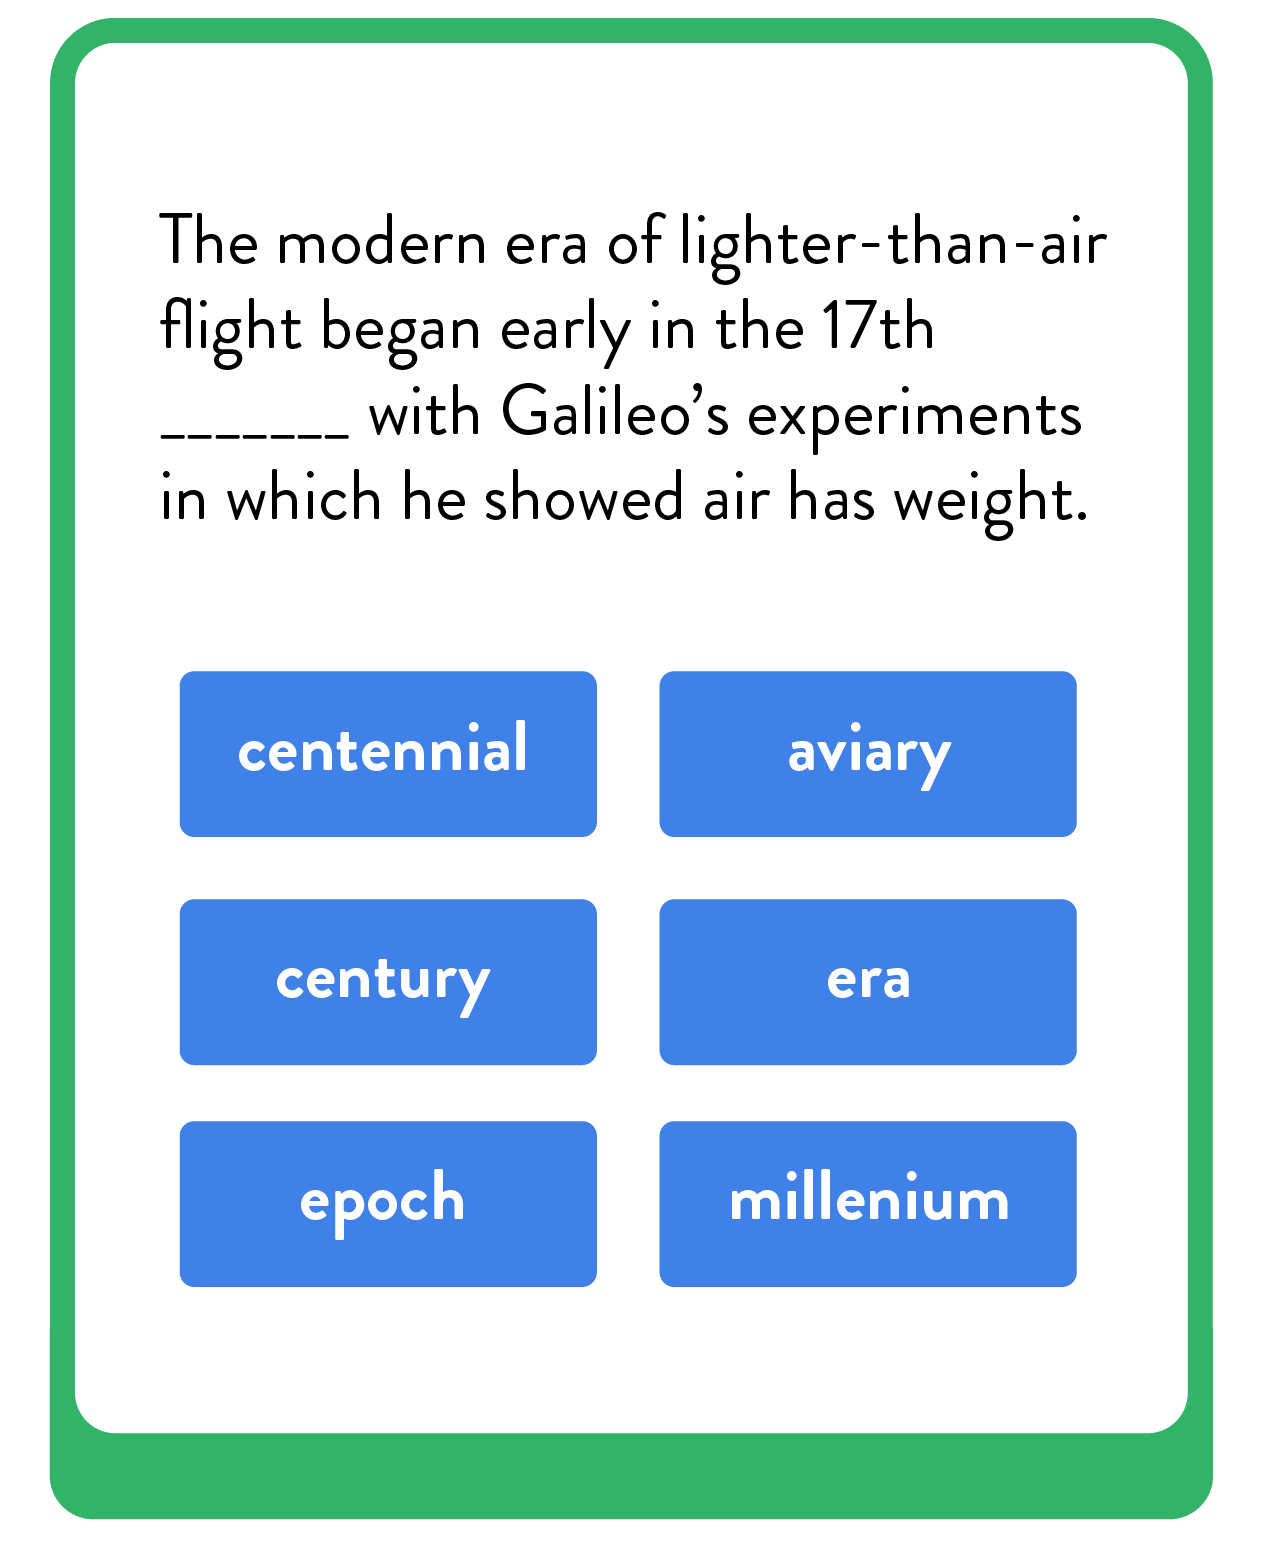 The modern era of lighter-than-air
flight began early in the 17th
_______ with Galileo’s experiments
in which he showed air has weight.
centennial
aviary
century
era
epoch
millenium